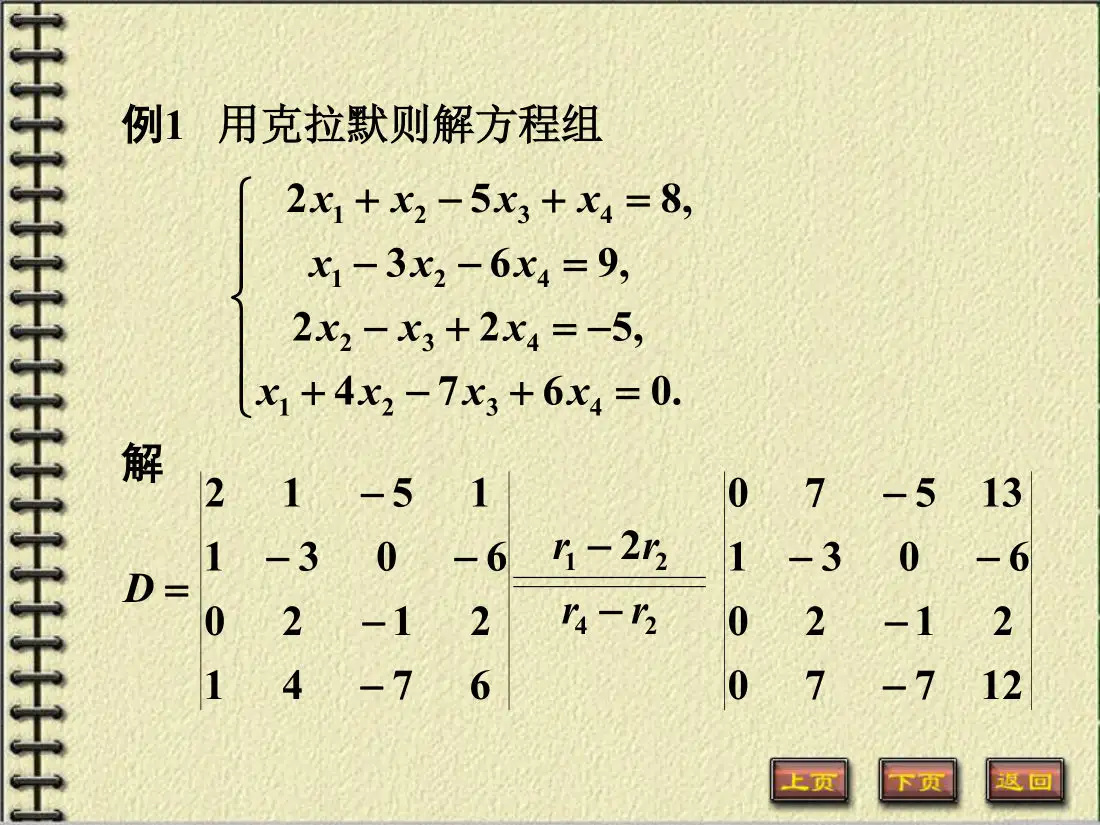 例1 用克拉默则解方程组
2x₁ + x₂ − 5x₃ + x₄ = 8,
x₁ − 3x₂ − 6x₄ = 9,
2x₂ − x₃ + 2x₄ = −5,
x₁ + 4x₂ − 7x₃ + 6x₄ = 0.
解
2 1 −5 1 0 7 −5 13
r₁ − 2r₂
1 −3 0 −6 1 −3 0 −6
D =
r₄ − r₂
0 2 −1 2 0 2 −1 2
1 4 −7 6 0 7 −7 12
上页 下页 返回